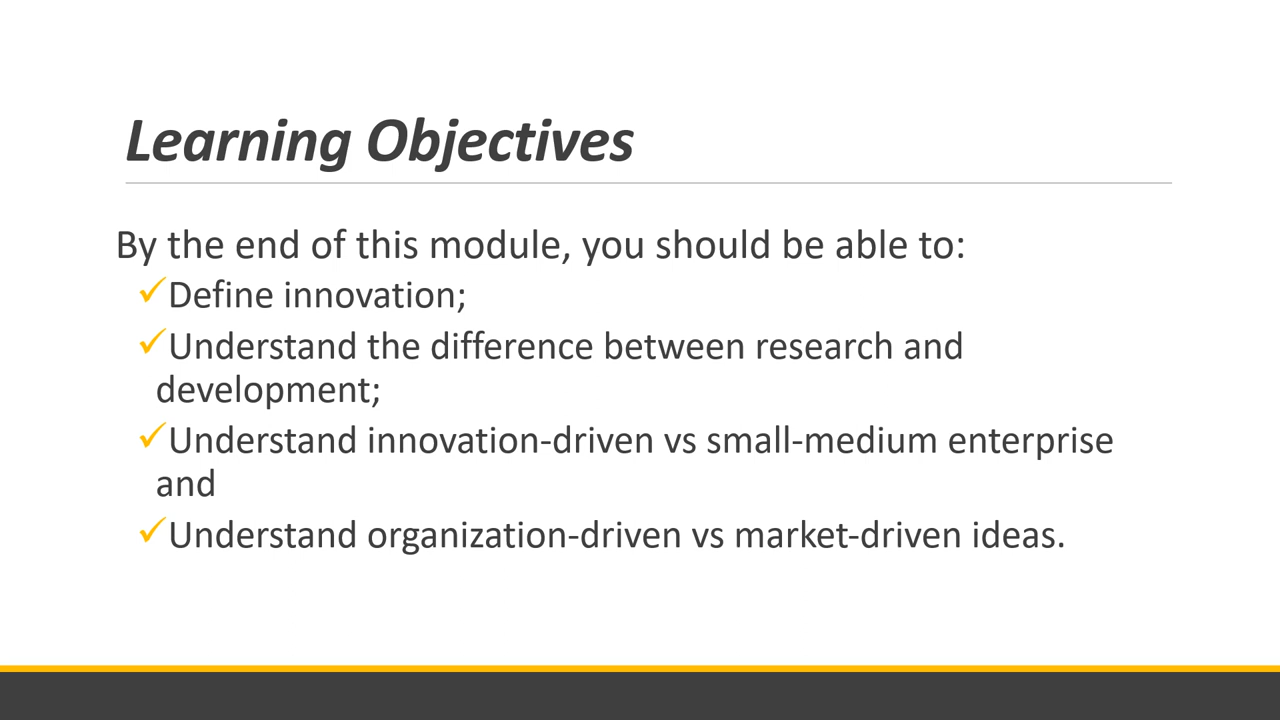 Learning Objectives
By the end of this module, you should be able to:
✓Define innovation;
✓Understand the difference between research and
development;
✓Understand innovation-driven vs small-medium enterprise
and
✓Understand organization-driven vs market-driven ideas.